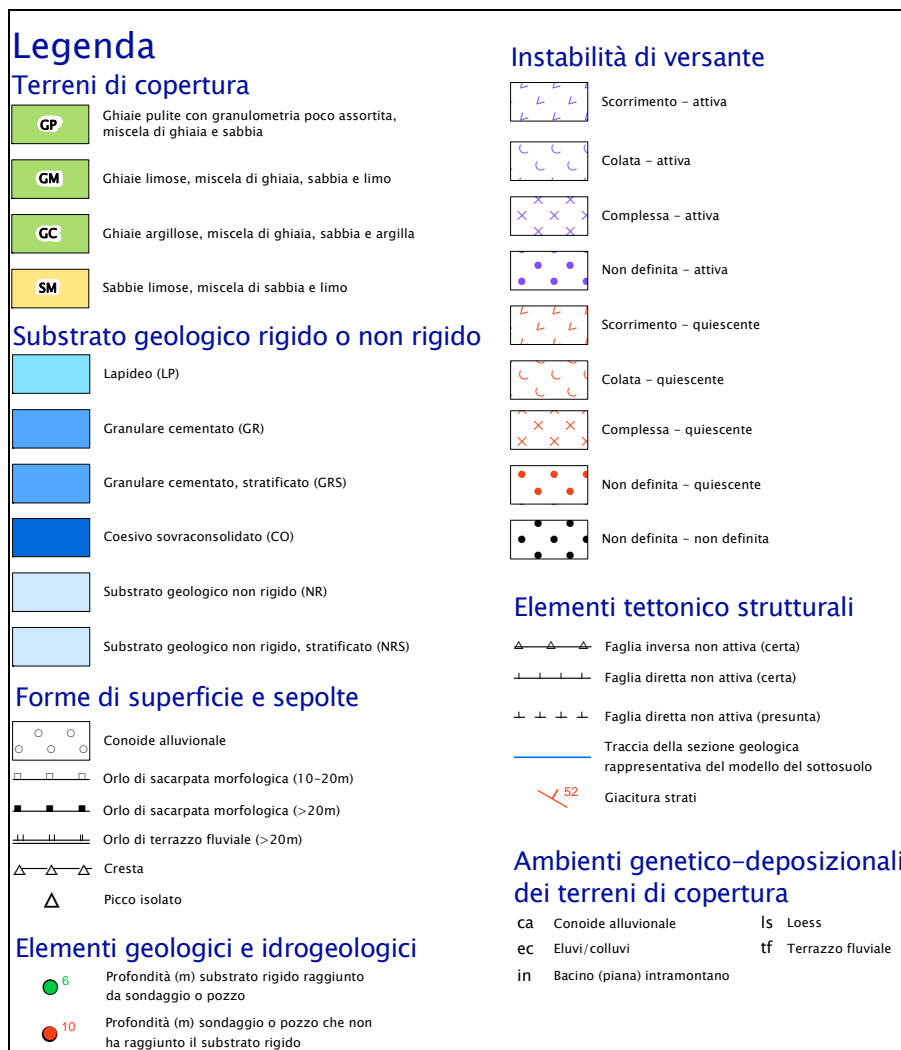 Legenda
Terreni di copertura
GP
Ghiaie pulite con granulometria poco assortita,
miscela di ghiaia e sabbia
GM
Ghiaie limose, miscela di ghiaia, sabbia e limo
GC
Ghiaie argillose, miscela di ghiaia, sabbia e argilla
SM
Sabbie limose, miscela di sabbia e limo
Substrato geologico rigido o non rigido
Lapideo (LP)
Granulare cementato (GR)
Granulare cementato, stratificato (GRS)
Coesivo sovraconsolidato (CO)
Substrato geologico non rigido (NR)
Substrato geologico non rigido, stratificato (NRS)
Forme di superficie e sepolte
Conoide alluvionale
Orlo di sacarpata morfologica (10-20m)
Orlo di sacarpata morfologica (>20m)
Orlo di terrazzo fluviale (>20m)
Cresta
Picco isolato
Elementi geologici e idrogeologici
6
Profondità (m) substrato rigido raggiunto
da sondaggio o pozzo
10
Profondità (m) sondaggio o pozzo che non
ha raggiunto il substrato rigido
Instabilità di versante
Scorrimento - attiva
Colata - attiva
Complessa - attiva
Non definita - attiva
Scorrimento - quiescente
Colata - quiescente
Complessa - quiescente
Non definita - quiescente
Non definita - non definita
Elementi tettonico strutturali
Faglia inversa non attiva (certa)
Faglia diretta non attiva (certa)
Faglia diretta non attiva (presunta)
Traccia della sezione geologica
rappresentativa del modello del sottosuolo
52
Giacitura strati
Ambienti genetico-deposizionali
dei terreni di copertura
ca Conoide alluvionale
ec Eluvi/colluvi
in Bacino (piana) intramontano
ls Loess
tf Terrazzo fluviale